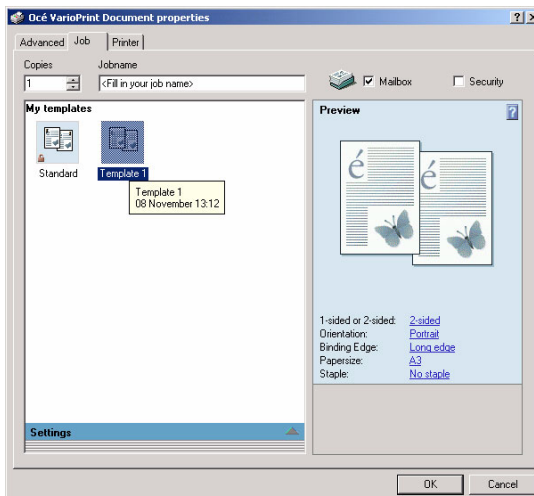 Océ VarioPrint Document properties
Advanced Job Printer
Copies Jobname
1 <Fill in your job name> Mailbox Security
My templates Preview
é é
Standard Template 1
Template 1
08 November 13:12
1-sided or 2-sided: 2-sided
Orientation: Portrait
Binding Edge: Long edge
Papersize: A3
Staple: No staple
Settings
OK Cancel